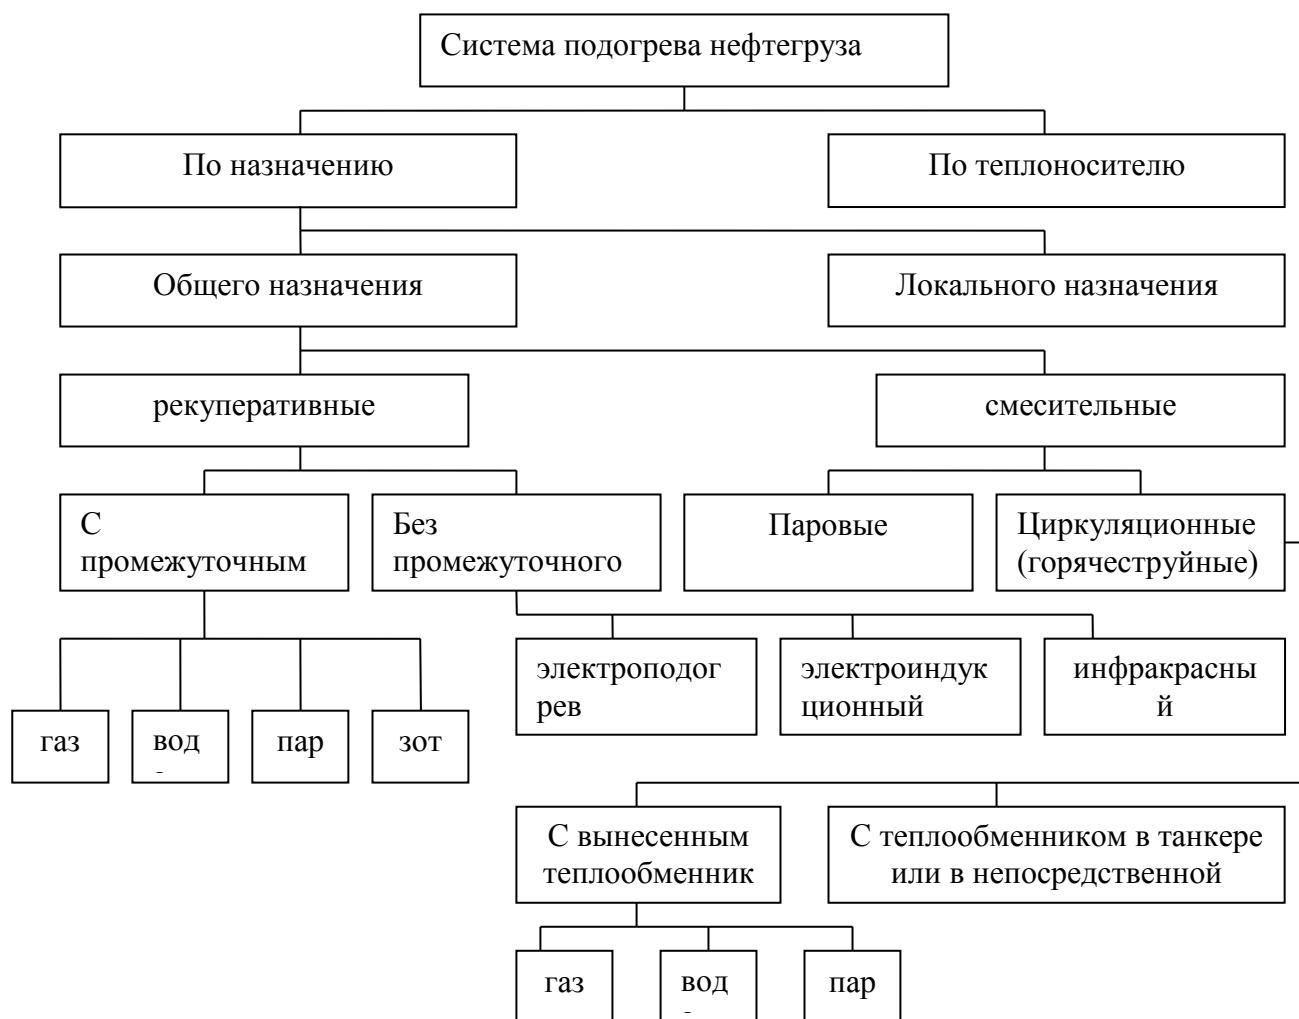 Система подогрева нефтегруза
По назначению
По теплоносителю
Общего назначения
Локального назначения
рекуперативные
смесительные
С
промежуточным
Без
промежуточного
Паровые
Циркуляционные
(горячеструйные)
электроподог
рев
электроиндук
ционный
инфракрасны
й
газ
вод
пар
зот
С вынесенным
теплообменник
С теплообменником в танкере
или в непосредственной
газ
вод
пар